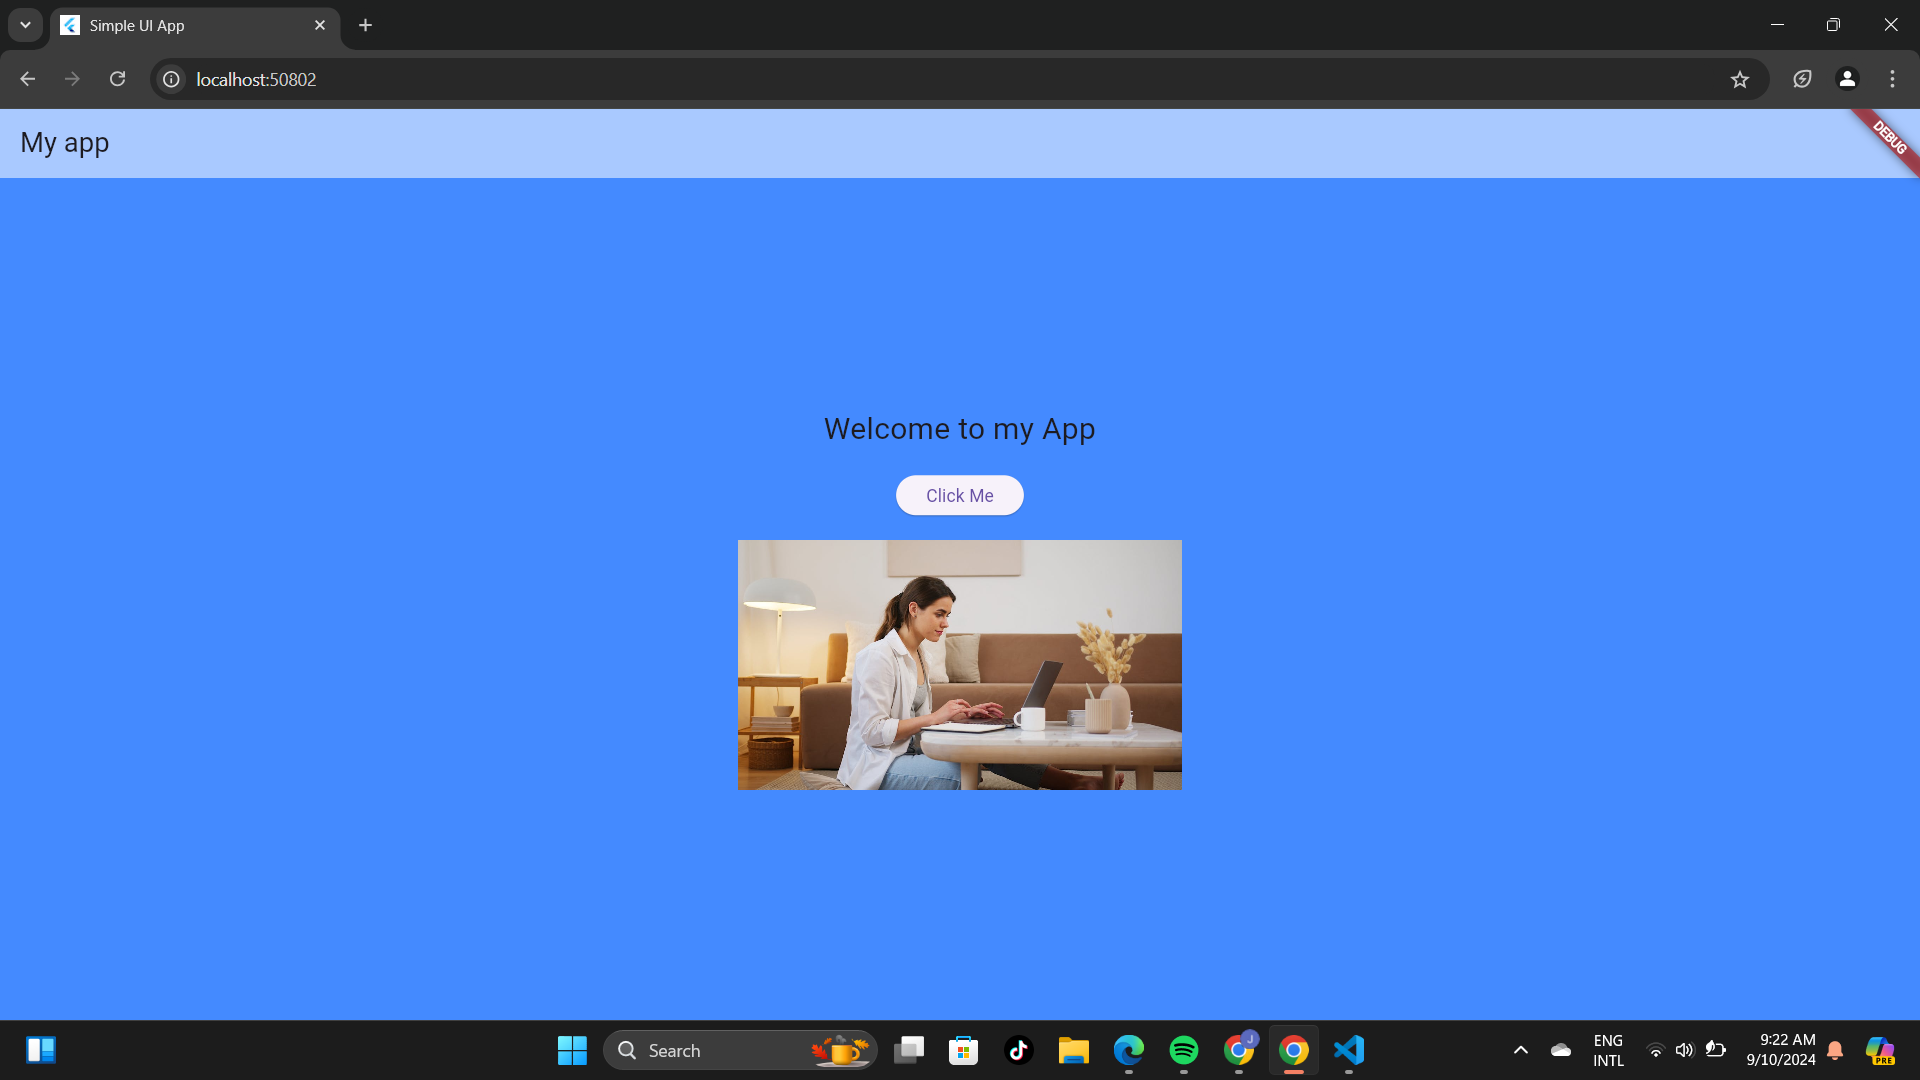 Simple UI App
localhost:50802
My app
DEBUG
Welcome to my App
Click Me
Search
J
ENG
INTL
9:22 AM
9/10/2024
PRE